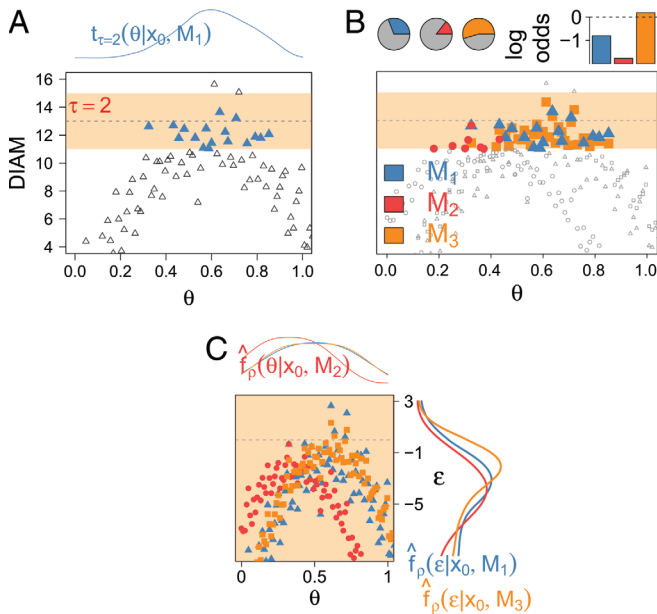 A
t_{τ=2}(θ|x_0, M_1)
16
14
12
10
8
6
4
DIAM
τ = 2
0.0 0.2 0.4 0.6 0.8 1.0
θ
B
log
odds
0
−1
M_1
M_2
M_3
0.0 0.2 0.4 0.6 0.8 1.0
θ
C
f̂_ρ(θ|x_0, M_2)
3
−1
−5
ε
0 0.5 1
θ
f̂_ρ(ε|x_0, M_1)
f̂_ρ(ε|x_0, M_3)